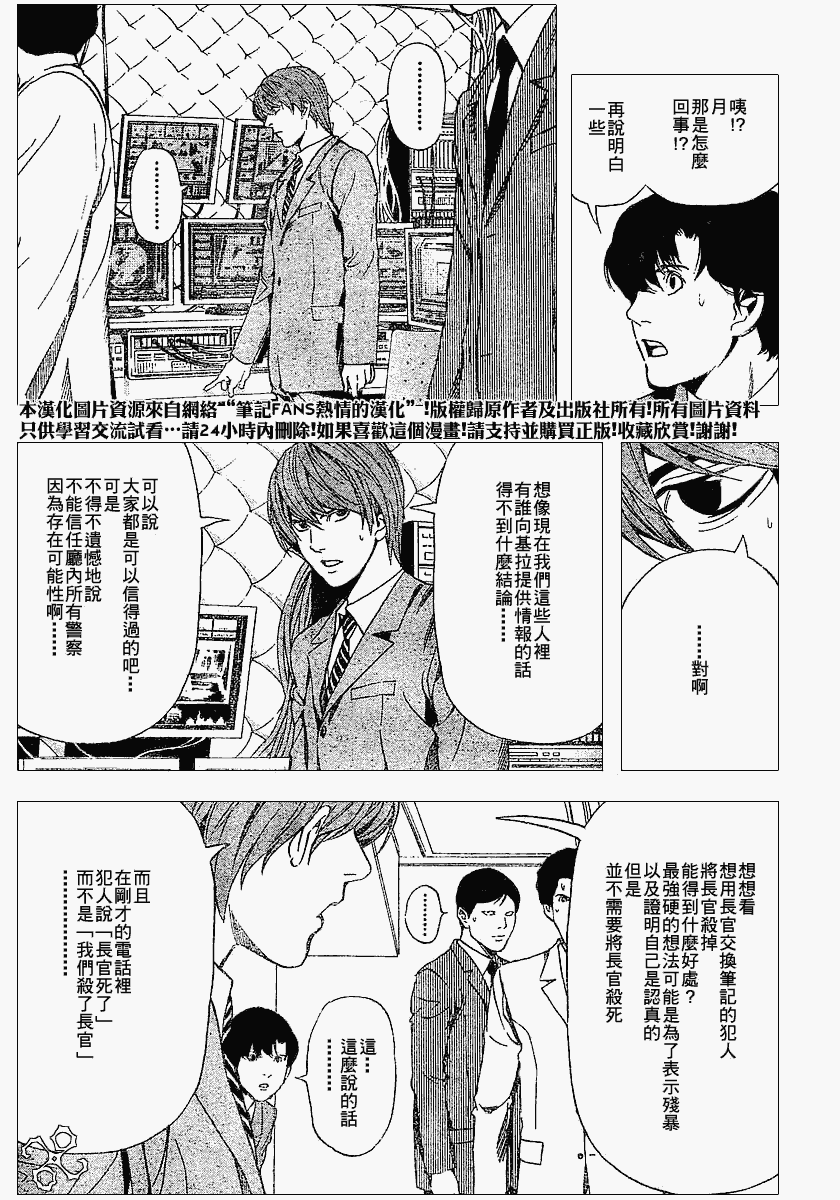 咦!?
月
那是怎麼
回事!?
再說明白
一些
…………
…………
本漢化圖片資源來自網絡“筆記FANS熱情的漢化”!版權歸原作者及出版社所有!所有圖片資料
只供學習交流試看…請24小時內刪除!如果喜歡這個漫畫!請支持並購買正版!收藏欣賞!謝謝!
……對啊
想像現在我們這些人裡
有誰向基拉提供情報的話
得不到什麼結論……
可以說
大家都是可以信得過的吧…
可是
不得不遺憾地說
不能信任廳內所有警察
因為存在可能性啊……
想想看
想用長官交換筆記的犯人
將長官殺掉
能得到什麼好處?
最強硬的想法可能是為了表示殘暴
以及證明自己是認真的
但是
並不需要將長官殺死
……
這…
這麼說的話
………
而且
在剛才的電話裡
犯人說「長官死了」
而不是「我們殺了長官」
…………